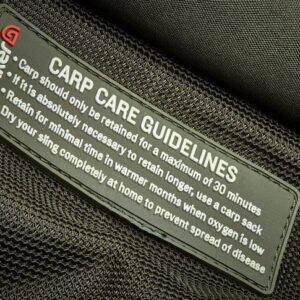 CARP CARE GUIDELINES
• Carp should only be retained for a maximum of 30 minutes
• If it is absolutely necessary to retain longer, use a carp sack
• Retain for minimal time in warmer months when oxygen is low
Dry your sling completely at home to prevent spread of disease